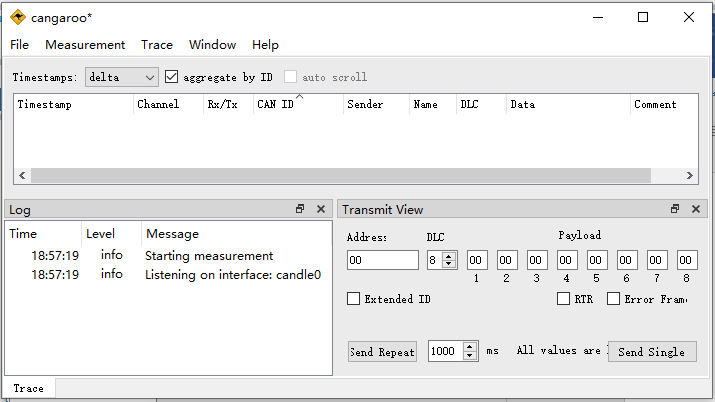 cangaroo*
File Measurement Trace Window Help
Timestamps: delta aggregate by ID auto scroll
Timestamp Channel Rx/Tx CAN ID Sender Name DLC Data Comment
Log
Time Level Message
18:57:19 info Starting measurement
18:57:19 info Listening on interface: candle0
Transmit View
Address DLC Payload
00 8 00 00 00 00 00 00 00 00
1 2 3 4 5 6 7 8
Extended ID RTR Error Fram
Send Repeat 1000 ms All values are Send Single
Trace